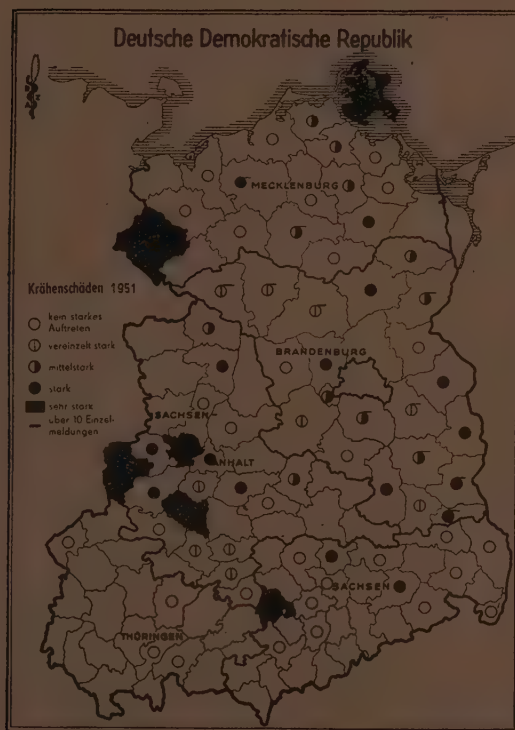 Deutsche Demokratische Republik
MECKLENBURG
Krähenschäden 1951
kein starkes
Auftreten
vereinzelt stark
mittelstark
stark
sehr stark
über 10 Einzel-
meldungen
BRANDENBURG
SACHSEN-
ANHALT
SACHSEN
THÜRINGEN